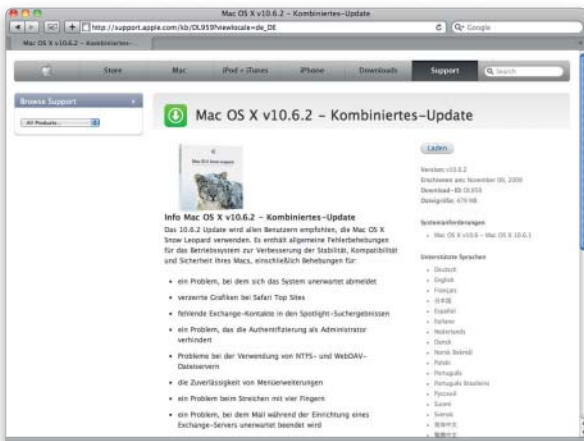 Mac OS X v10.6.2 – Kombiniertes-Update
http://support.apple.com/kb/DL959?viewlocale=de_DE
Google
Mac OS X v10.6.2 – Kombiniertes-...
Store
Mac
iPod + iTunes
iPhone
Downloads
Support
Search
Browse Support
All Products...
Mac OS X v10.6.2 – Kombiniertes-Update
Info Mac OS X v10.6.2 – Kombiniertes-Update
Das 10.6.2 Update wird allen Benutzern empfohlen, die Mac OS X
Snow Leopard verwenden. Es enthält allgemeine Fehlerbehebungen
für das Betriebssystem zur Verbesserung der Stabilität, Kompatibilität
und Sicherheit Ihres Macs, einschließlich Behebungen für:
• ein Problem, bei dem sich das System unerwartet abmeldet
• verzerrte Grafiken bei Safari Top Sites
• fehlende Exchange-Kontakte in den Spotlight-Suchergebnissen
• ein Problem, das die Authentifizierung als Administrator
verhindert
• Probleme bei der Verwendung von NTFS- und WebDAV-
Dateiservern
• die Zuverlässigkeit von Menüerweiterungen
• ein Problem beim Streichen mit vier Fingern
• ein Problem, bei dem Mail während der Einrichtung eines
Exchange-Servers unerwartet beendet wird
Laden
Version: v10.6.2
Erschienen am: November 09, 2009
Download-ID: DL959
Dateigröße: 479 MB
Systemanforderungen
• Mac OS X v10.6 – Mac OS X 10.6.1
Unterstützte Sprachen
• Deutsch
• English
• Français
• 日本語
• Español
• Italiano
• Nederlands
• Dansk
• Norsk Bokmål
• Polski
• Português
• Português Brasileiro
• Русский
• Suomi
• Svensk
• 简体中文
• 繁體中文